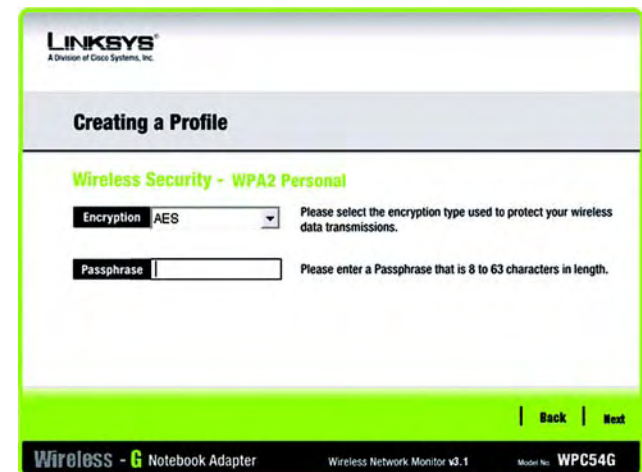 LINKSYS®
A Division of Cisco Systems, Inc.
Creating a Profile
Wireless Security - WPA2 Personal
Encryption AES
Please select the encryption type used to protect your wireless
data transmissions.
Passphrase
Please enter a Passphrase that is 8 to 63 characters in length.
Back Next
Wireless - G Notebook Adapter Wireless Network Monitor v3.1 Model No. WPC54G